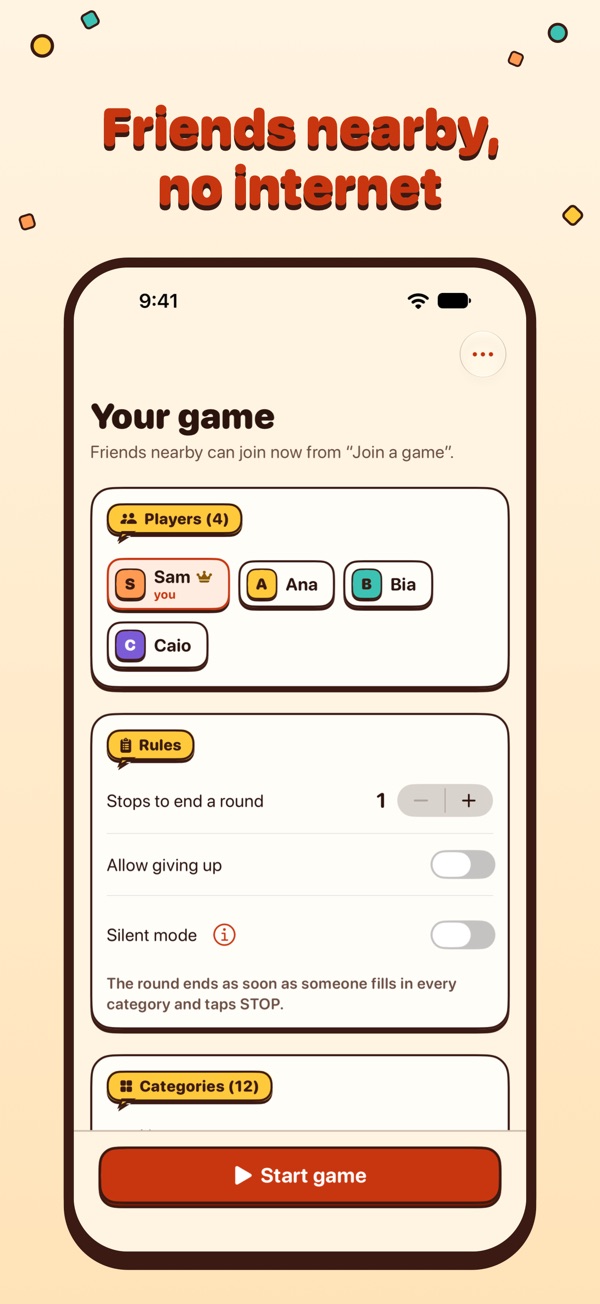 Friends nearby,
no internet
9:41
Your game
Friends nearby can join now from “Join a game”.
Players (4)
S Sam you
A Ana
B Bia
C Caio
Rules
Stops to end a round 1 − +
Allow giving up
Silent mode i
The round ends as soon as someone fills in every
category and taps STOP.
Categories (12)
Start game